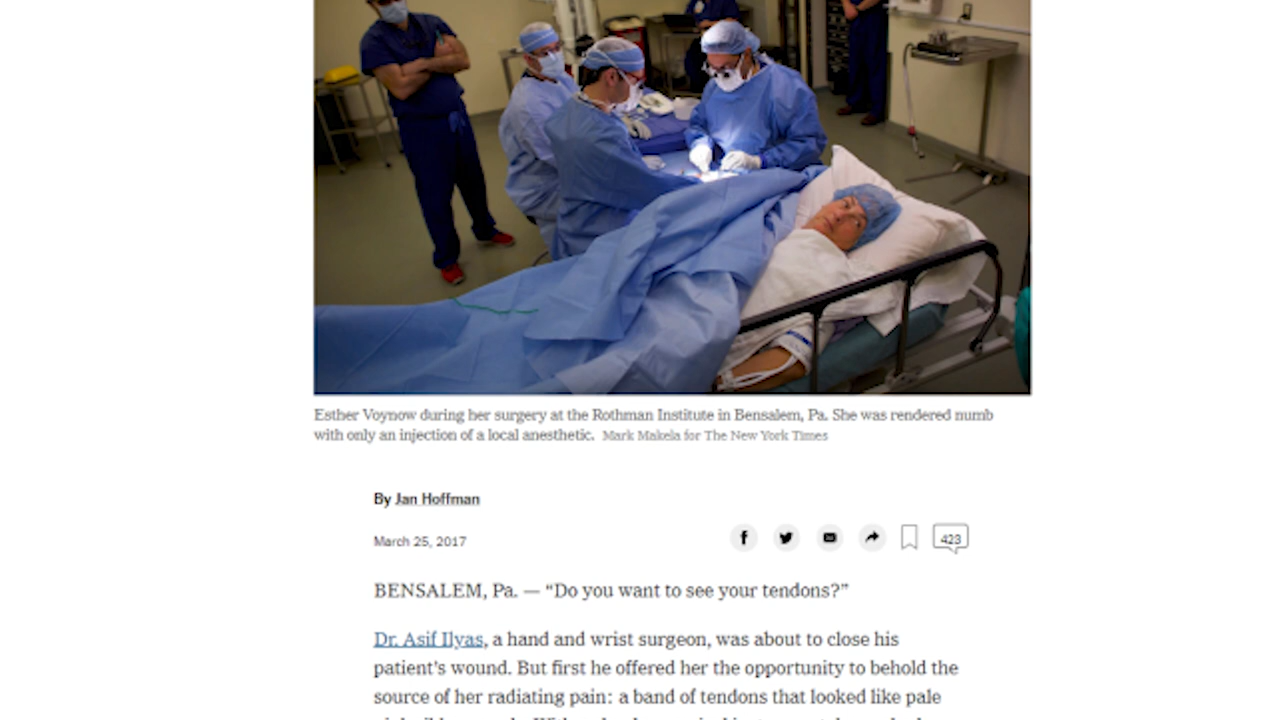 Esther Voynow during her surgery at the Rothman Institute in Bensalem, Pa. She was rendered numb
with only an injection of a local anesthetic. Mark Makela for The New York Times
By Jan Hoffman
March 25, 2017
423
BENSALEM, Pa. — “Do you want to see your tendons?”
Dr. Asif Ilyas, a hand and wrist surgeon, was about to close his
patient’s wound. But first he offered her the opportunity to behold the
source of her radiating pain: a band of tendons that looked like pale